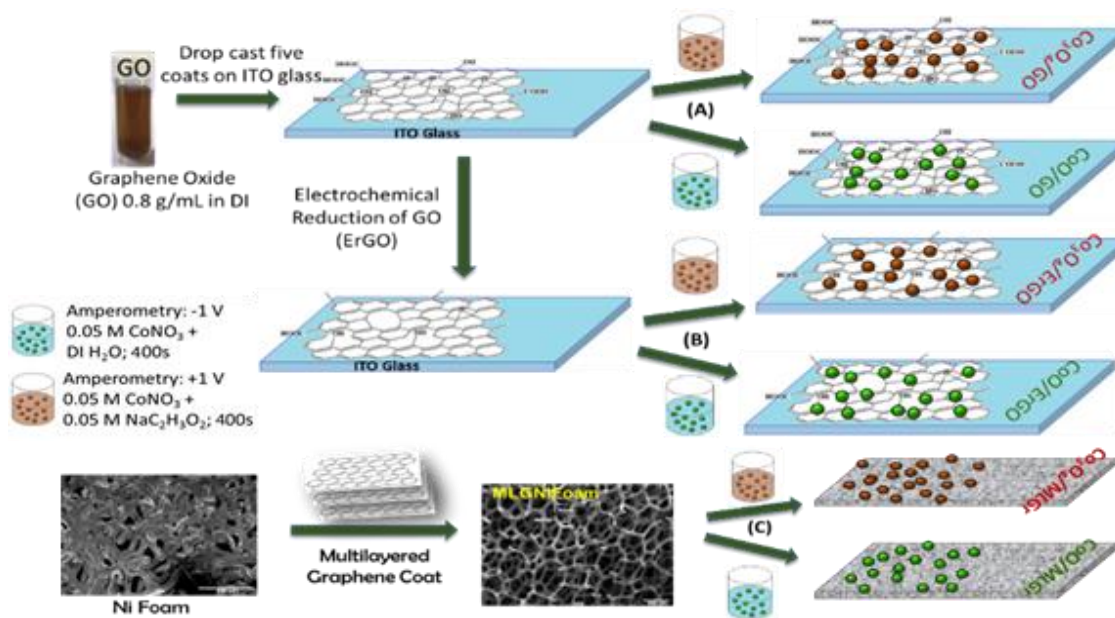 GO
Drop cast five
coats on ITO glass
Graphene Oxide
(GO) 0.8 g/mL in DI
ITO Glass
Electrochemical
Reduction of GO
(ErGO)
(A)
Co₃O₄/GO
CoO/GO
Amperometry: -1 V
0.05 M CoNO₃ +
DI H₂O; 400s
Amperometry: +1 V
0.05 M CoNO₃ +
0.05 M NaC₂H₃O₂; 400s
ITO Glass
(B)
Co₃O₄/ErGO
CoO/ErGO
Ni Foam
Multilayered
Graphene Coat
MLGNiFoam
(C)
Co₃O₄/MLGr
CoO/MLGr